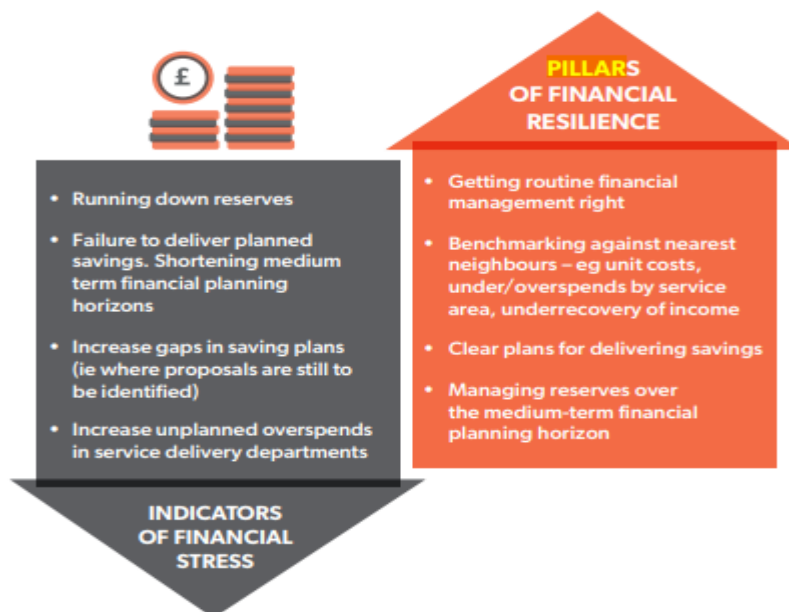 £
• Running down reserves
• Failure to deliver planned
savings. Shortening medium
term financial planning
horizons
• Increase gaps in saving plans
(ie where proposals are still to
be identified)
• Increase unplanned overspends
in service delivery departments
INDICATORS
OF FINANCIAL
STRESS
PILLARS
OF FINANCIAL
RESILIENCE
• Getting routine financial
management right
• Benchmarking against nearest
neighbours – eg unit costs,
under/overspends by service
area, underrecovery of income
• Clear plans for delivering savings
• Managing reserves over
the medium-term financial
planning horizon